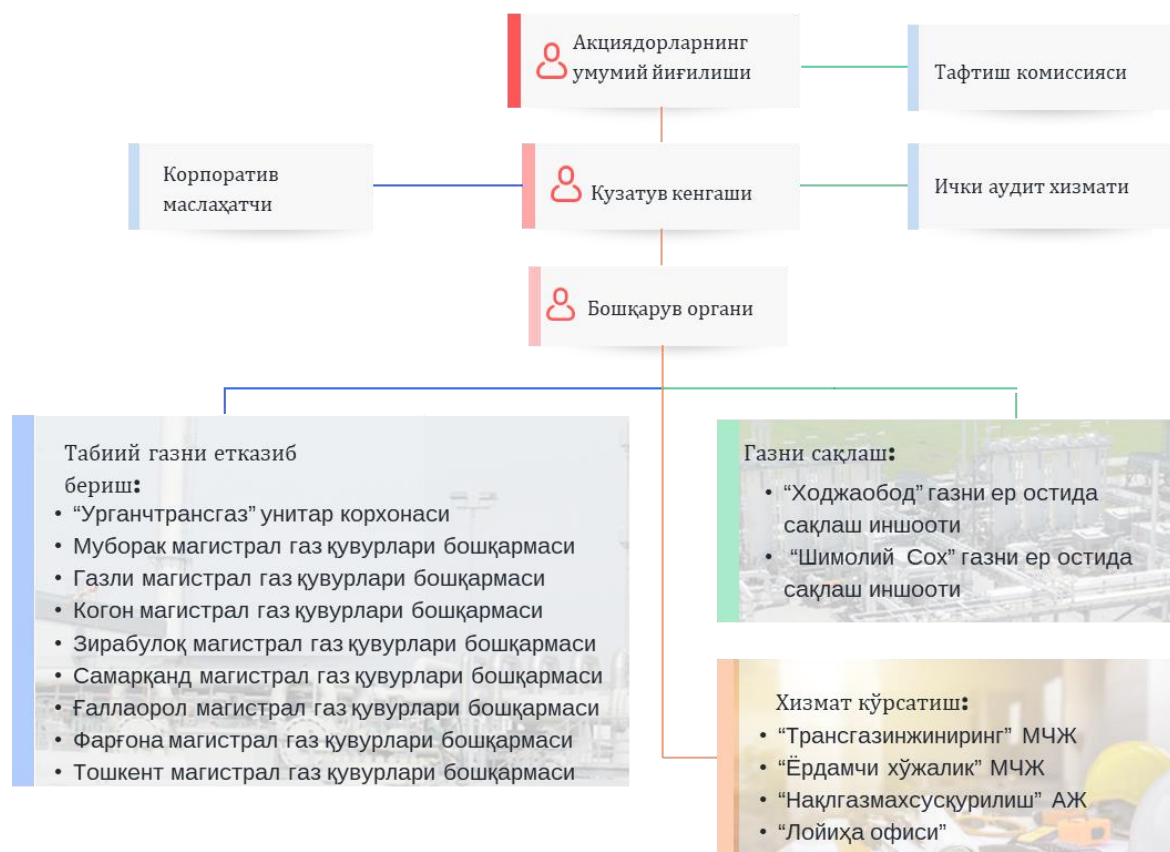 Акциядорларнинг
умумий йиғилиши
Тафтиш комиссияси
Корпоратив
маслаҳатчи
Кузатув кенгаши
Ички аудит хизмати
Бошқарув органи
Табиий газни етказиб
бериш:
• “Урганчтрансгаз” унитар корхонаси
• Муборак магистрал газ қувурлари бошқармаси
• Газли магистрал газ қувурлари бошқармаси
• Когон магистрал газ қувурлари бошқармаси
• Зирабулоқ магистрал газ қувурлари бошқармаси
• Самарқанд магистрал газ қувурлари бошқармаси
• Ғаллаорол магистрал газ қувурлари бошқармаси
• Фарғона магистрал газ қувурлари бошқармаси
• Тошкент магистрал газ қувурлари бошқармаси
Газни сақлаш:
• “Ходжаобод” газни ер остида
сақлаш иншооти
• “Шимолий Сох” газни ер остида
сақлаш иншооти
Хизмат кўрсатиш:
• “Трансгазинжиниринг” МЧЖ
• “Ёрдамчи хўжалик” МЧЖ
• “Нақлгазмахсусқурилиш” АЖ
• “Лойиҳа офиси”